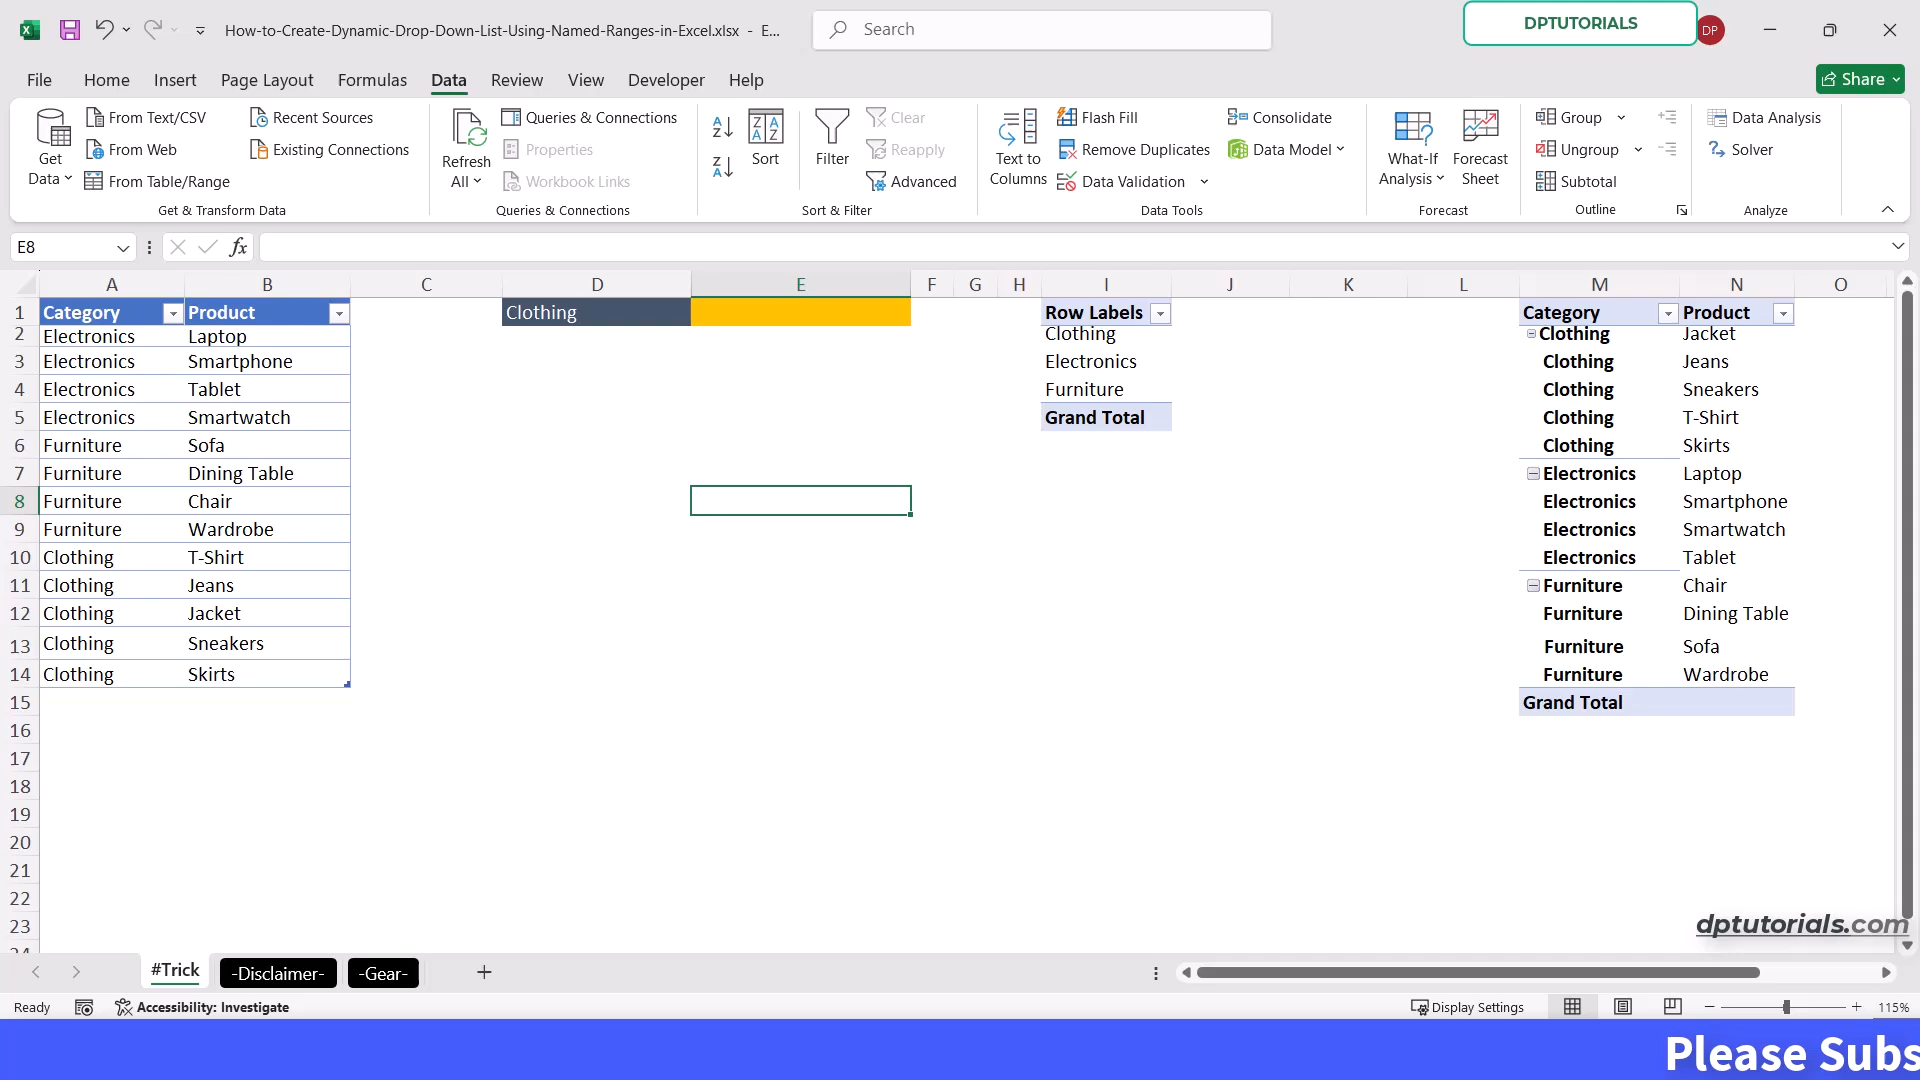 How-to-Create-Dynamic-Drop-Down-List-Using-Named-Ranges-in-Excel.xlsx - E...
Search
DPTUTORIALS
DP
File Home Insert Page Layout Formulas Data Review View Developer Help
Share
Get Data
From Text/CSV
From Web
From Table/Range
Recent Sources
Existing Connections
Get & Transform Data
Refresh All
Queries & Connections
Properties
Workbook Links
Queries & Connections
Sort
Filter
Clear
Reapply
Advanced
Sort & Filter
Text to Columns
Flash Fill
Remove Duplicates
Data Validation
Consolidate
Data Model
Data Tools
What-If Analysis
Forecast Sheet
Forecast
Group
Ungroup
Subtotal
Outline
Data Analysis
Solver
Analyze
E8
fx
A B C D E F G H I J K L M N O
1 Category Product Clothing Row Labels Category Product
2 Electronics Laptop Clothing Clothing Jacket
3 Electronics Smartphone Electronics Clothing Jeans
4 Electronics Tablet Furniture Clothing Sneakers
5 Electronics Smartwatch Grand Total Clothing T-Shirt
6 Furniture Sofa Clothing Skirts
7 Furniture Dining Table Electronics Laptop
8 Furniture Chair Electronics Smartphone
9 Furniture Wardrobe Electronics Smartwatch
10 Clothing T-Shirt Electronics Tablet
11 Clothing Jeans Furniture Chair
12 Clothing Jacket Furniture Dining Table
13 Clothing Sneakers Furniture Sofa
14 Clothing Skirts Furniture Wardrobe
15 Grand Total
16
17
18
19
20
21
22
23
24
dptutorials.com
#Trick -Disclaimer- -Gear-
Ready Accessibility: Investigate Display Settings 115%
Please Subs